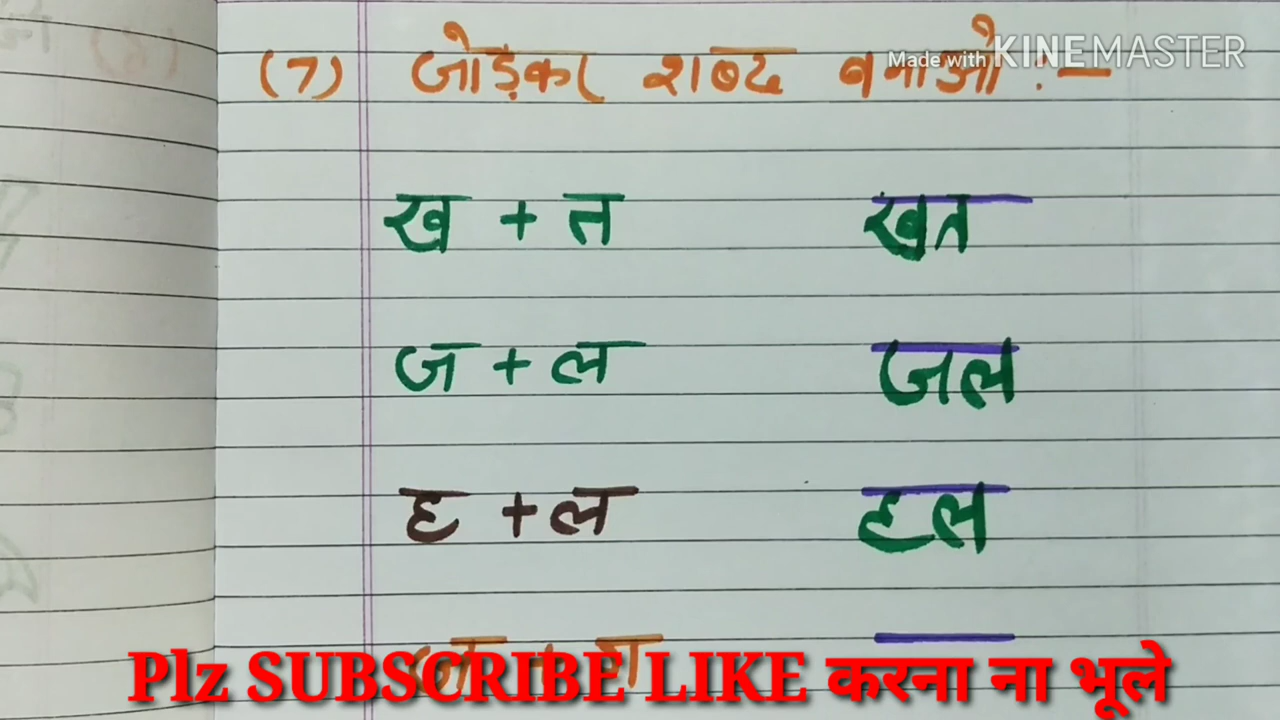 (7) जोड़कर शब्द बनाओ :-
Made with KINEMASTER
ख + त खत
ज + ल जल
ह + ल हल
Plz SUBSCRIBE LIKE करना ना भूले